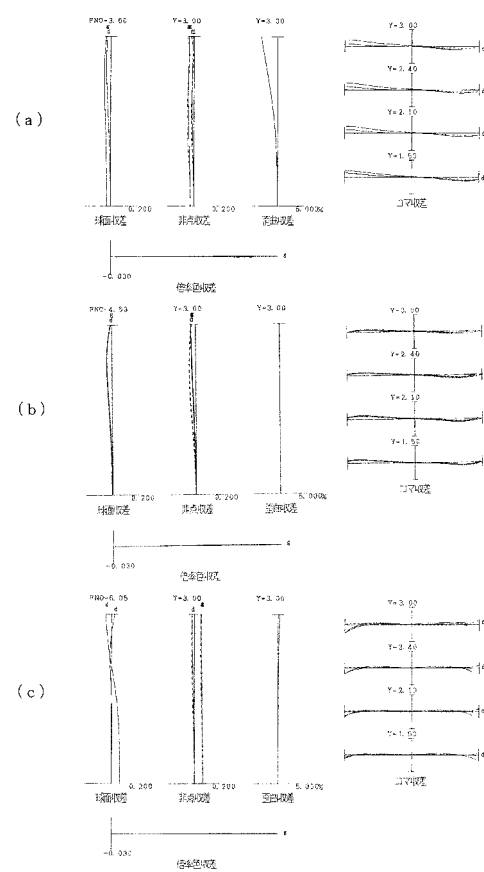 FNO=3.60 Y=3.00 Y=3.00
Y=3.00
Y=2.40
Y=2.10
Y=1.50
(a)
0.200 0.200 5.000%
球面収差 非点収差 歪曲収差
コマ収差
g
-0.030
倍率色収差
FNO=4.53 Y=3.00 Y=3.00
Y=3.00
Y=2.40
Y=2.10
Y=1.50
(b)
0.200 0.200 5.000%
球面収差 非点収差 歪曲収差
コマ収差
g
-0.030
倍率色収差
FNO=6.05 Y=3.00 Y=3.00
Y=3.00
Y=2.40
Y=2.10
Y=1.50
(c)
0.200 0.200 5.000%
球面収差 非点収差 歪曲収差
コマ収差
g
-0.030
倍率色収差